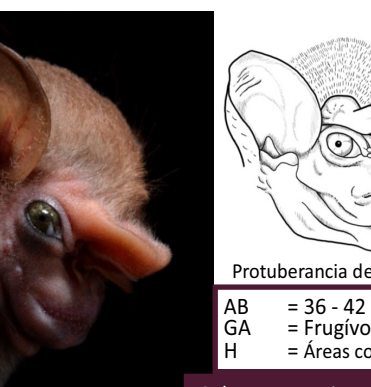 Protuberancia de
AB = 36 - 42
GA = Frugívo
H = Áreas co